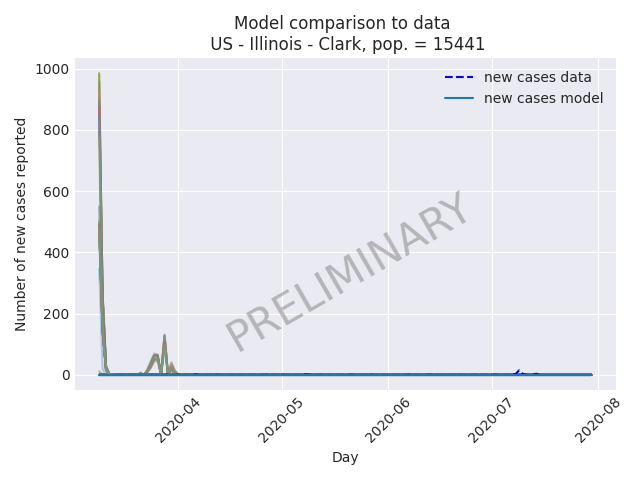 Model comparison to data
US - Illinois - Clark, pop. = 15441
new cases data
new cases model
1000
800
600
400
200
0
Number of new cases reported
PRELIMINARY
2020-04
2020-05
2020-06
2020-07
2020-08
Day